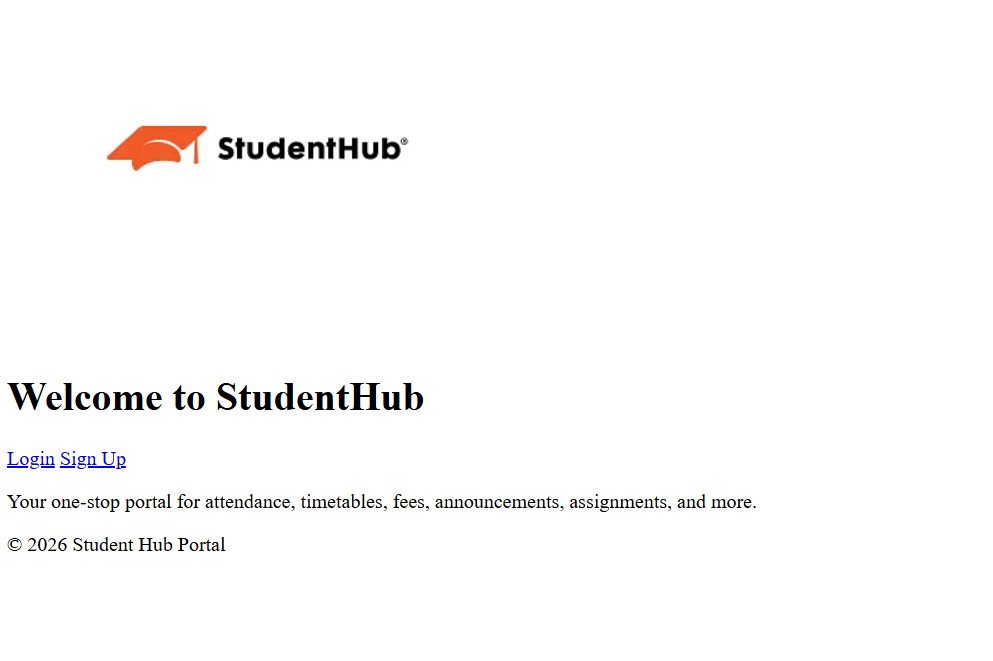 StudentHub®
Welcome to StudentHub
Login Sign Up
Your one-stop portal for attendance, timetables, fees, announcements, assignments, and more.
© 2026 Student Hub Portal